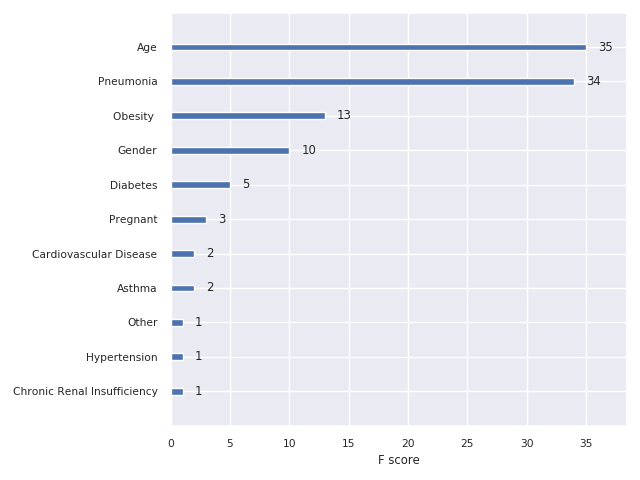 Age 35
Pneumonia 34
Obesity 13
Gender 10
Diabetes 5
Pregnant 3
Cardiovascular Disease 2
Asthma 2
Other 1
Hypertension 1
Chronic Renal Insufficiency 1
0 5 10 15 20 25 30 35
F score